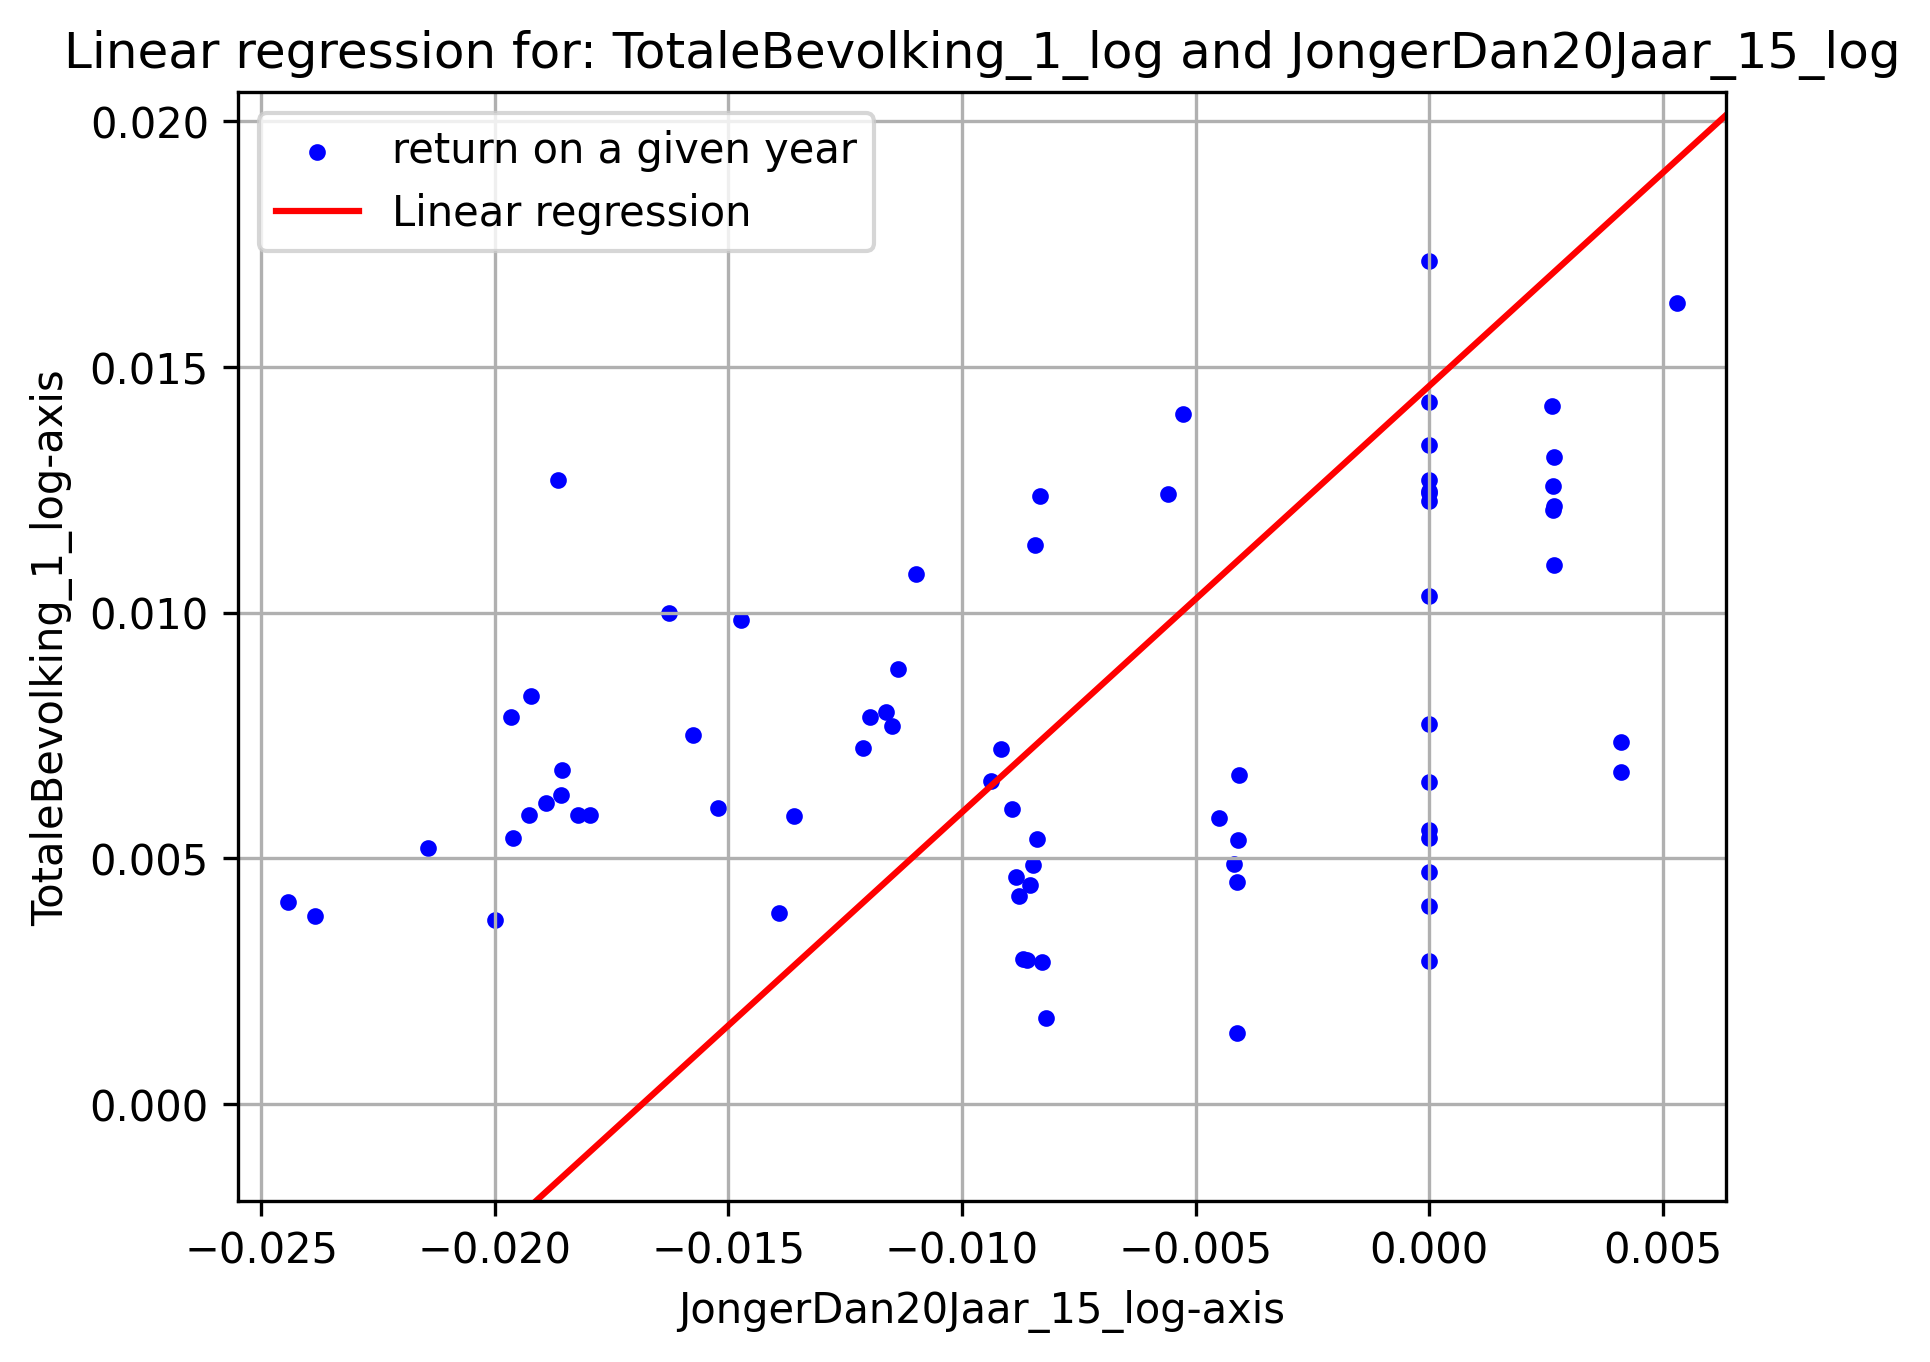 Linear regression for: TotaleBevolking_1_log and JongerDan20Jaar_15_log
return on a given year
Linear regression
TotaleBevolking_1_log-axis
0.020
0.015
0.010
0.005
0.000
−0.025
−0.020
−0.015
−0.010
−0.005
0.000
0.005
JongerDan20Jaar_15_log-axis